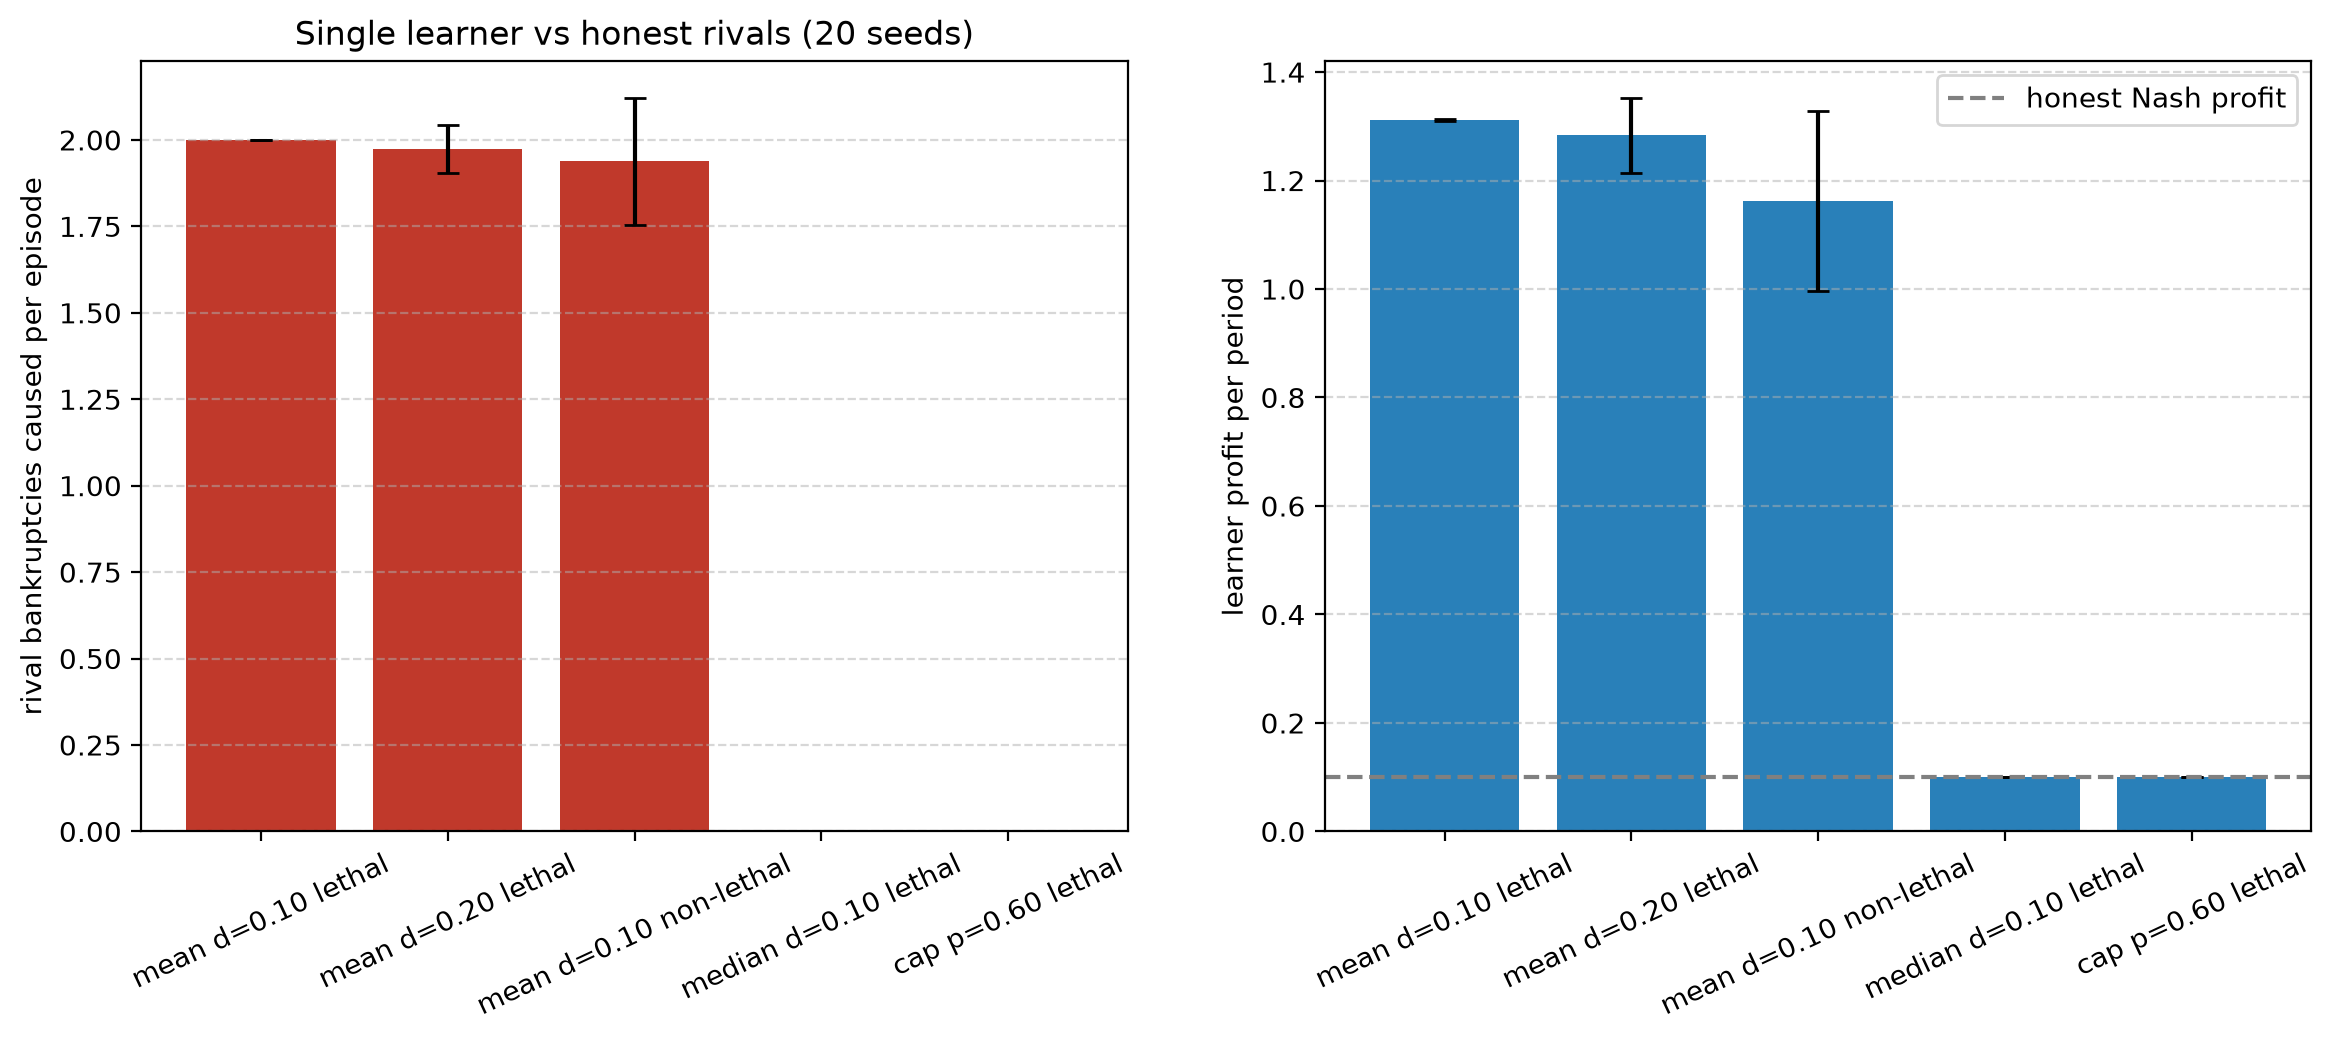 Single learner vs honest rivals (20 seeds)
rival bankruptcies caused per episode
2.00
1.75
1.50
1.25
1.00
0.75
0.50
0.25
0.00
mean d=0.10 lethal
mean d=0.20 lethal
mean d=0.10 non-lethal
median d=0.10 lethal
cap p=0.60 lethal
learner profit per period
1.4
1.2
1.0
0.8
0.6
0.4
0.2
0.0
honest Nash profit
mean d=0.10 lethal
mean d=0.20 lethal
mean d=0.10 non-lethal
median d=0.10 lethal
cap p=0.60 lethal